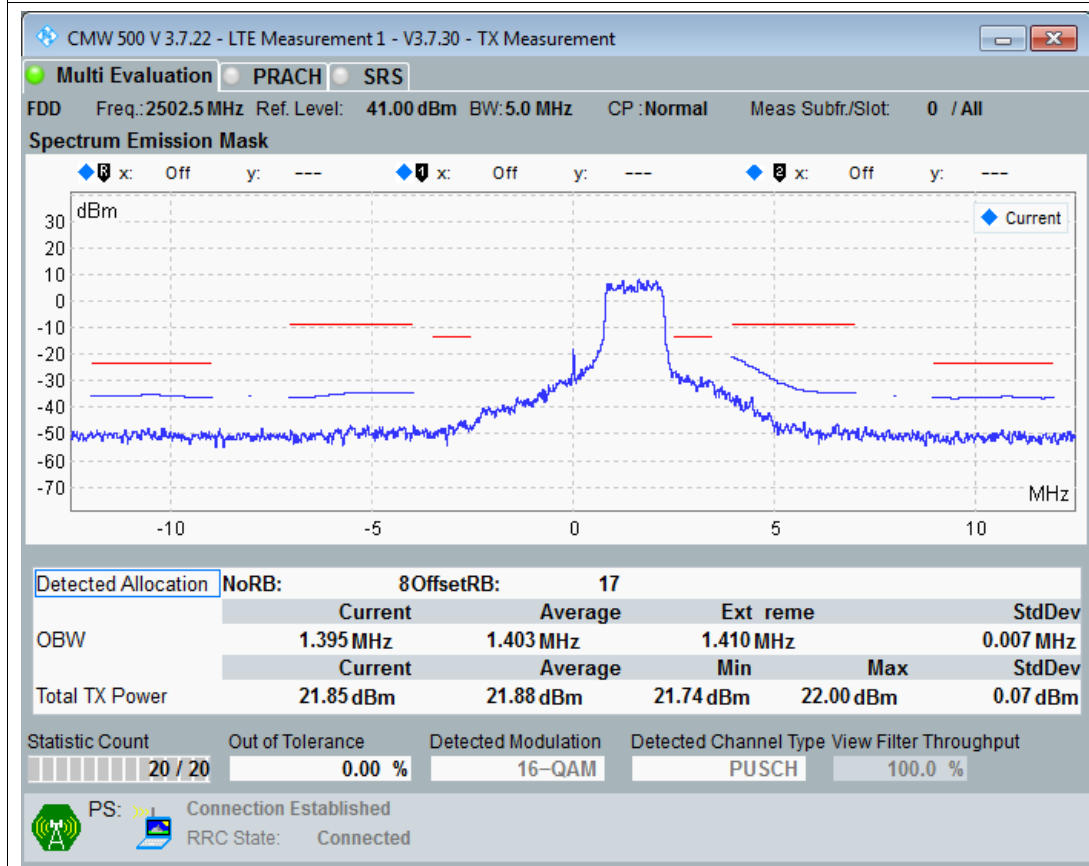 CMW 500 V 3.7.22 - LTE Measurement 1 - V3.7.30 - TX Measurement
Multi Evaluation PRACH SRS
FDD Freq.: 2502.5 MHz Ref. Level: 41.00 dBm BW: 5.0 MHz CP : Normal Meas Subfr./Slot: 0 / All
Spectrum Emission Mask
R x: Off y: --- 1 x: Off y: --- 2 x: Off y: ---
dBm
Current
30
20
10
0
-10
-20
-30
-40
-50
-60
-70
MHz
-10 -5 0 5 10
Detected Allocation NoRB: 8 OffsetRB: 17
Current Average Ext reme StdDev
OBW 1.395 MHz 1.403 MHz 1.410 MHz 0.007 MHz
Current Average Min Max StdDev
Total TX Power 21.85 dBm 21.88 dBm 21.74 dBm 22.00 dBm 0.07 dBm
Statistic Count Out of Tolerance Detected Modulation Detected Channel Type View Filter Throughput
20 / 20 0.00 % 16-QAM PUSCH 100.0 %
PS: Connection Established
RRC State: Connected